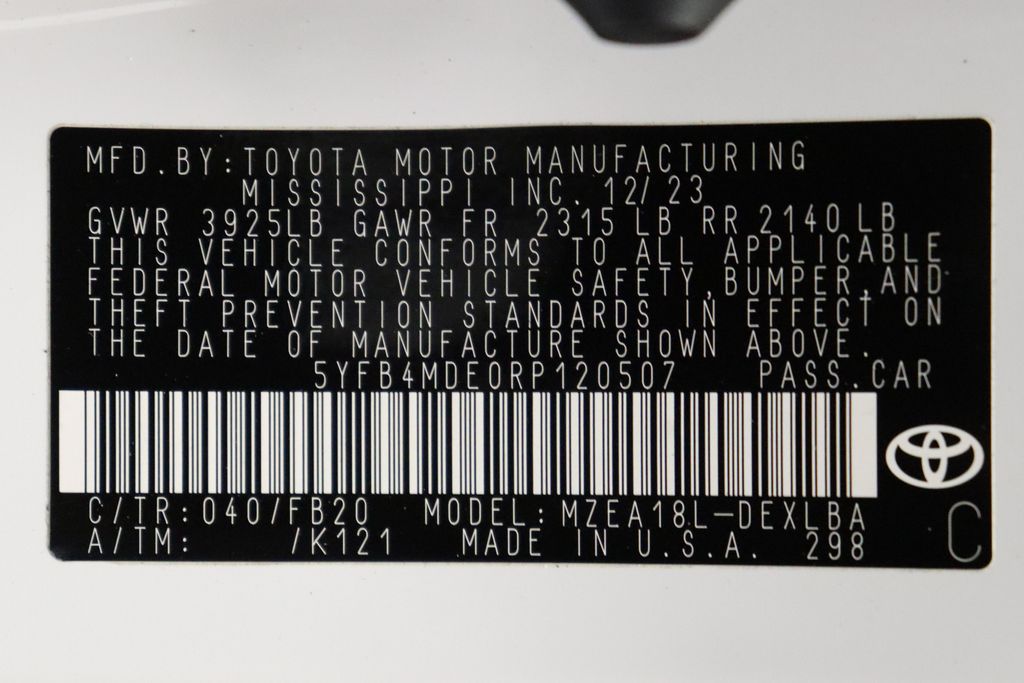 MFD.BY:TOYOTA MOTOR MANUFACTURING
MISSISSIPPI INC. 12/23
GVWR 3925LB GAWR FR 2315 LB RR 2140 LB
THIS VEHICLE CONFORMS TO ALL APPLICABLE
FEDERAL MOTOR VEHICLE SAFETY,BUMPER,AND
THEFT PREVENTION STANDARDS IN EFFECT ON
THE DATE OF MANUFACTURE SHOWN ABOVE.
5YFB4MDE0RP120507 PASS.CAR
C/TR:040/FB20 MODEL:MZEA18L-DEXLBA
A/TM: /K121 MADE IN U.S.A. 298
C